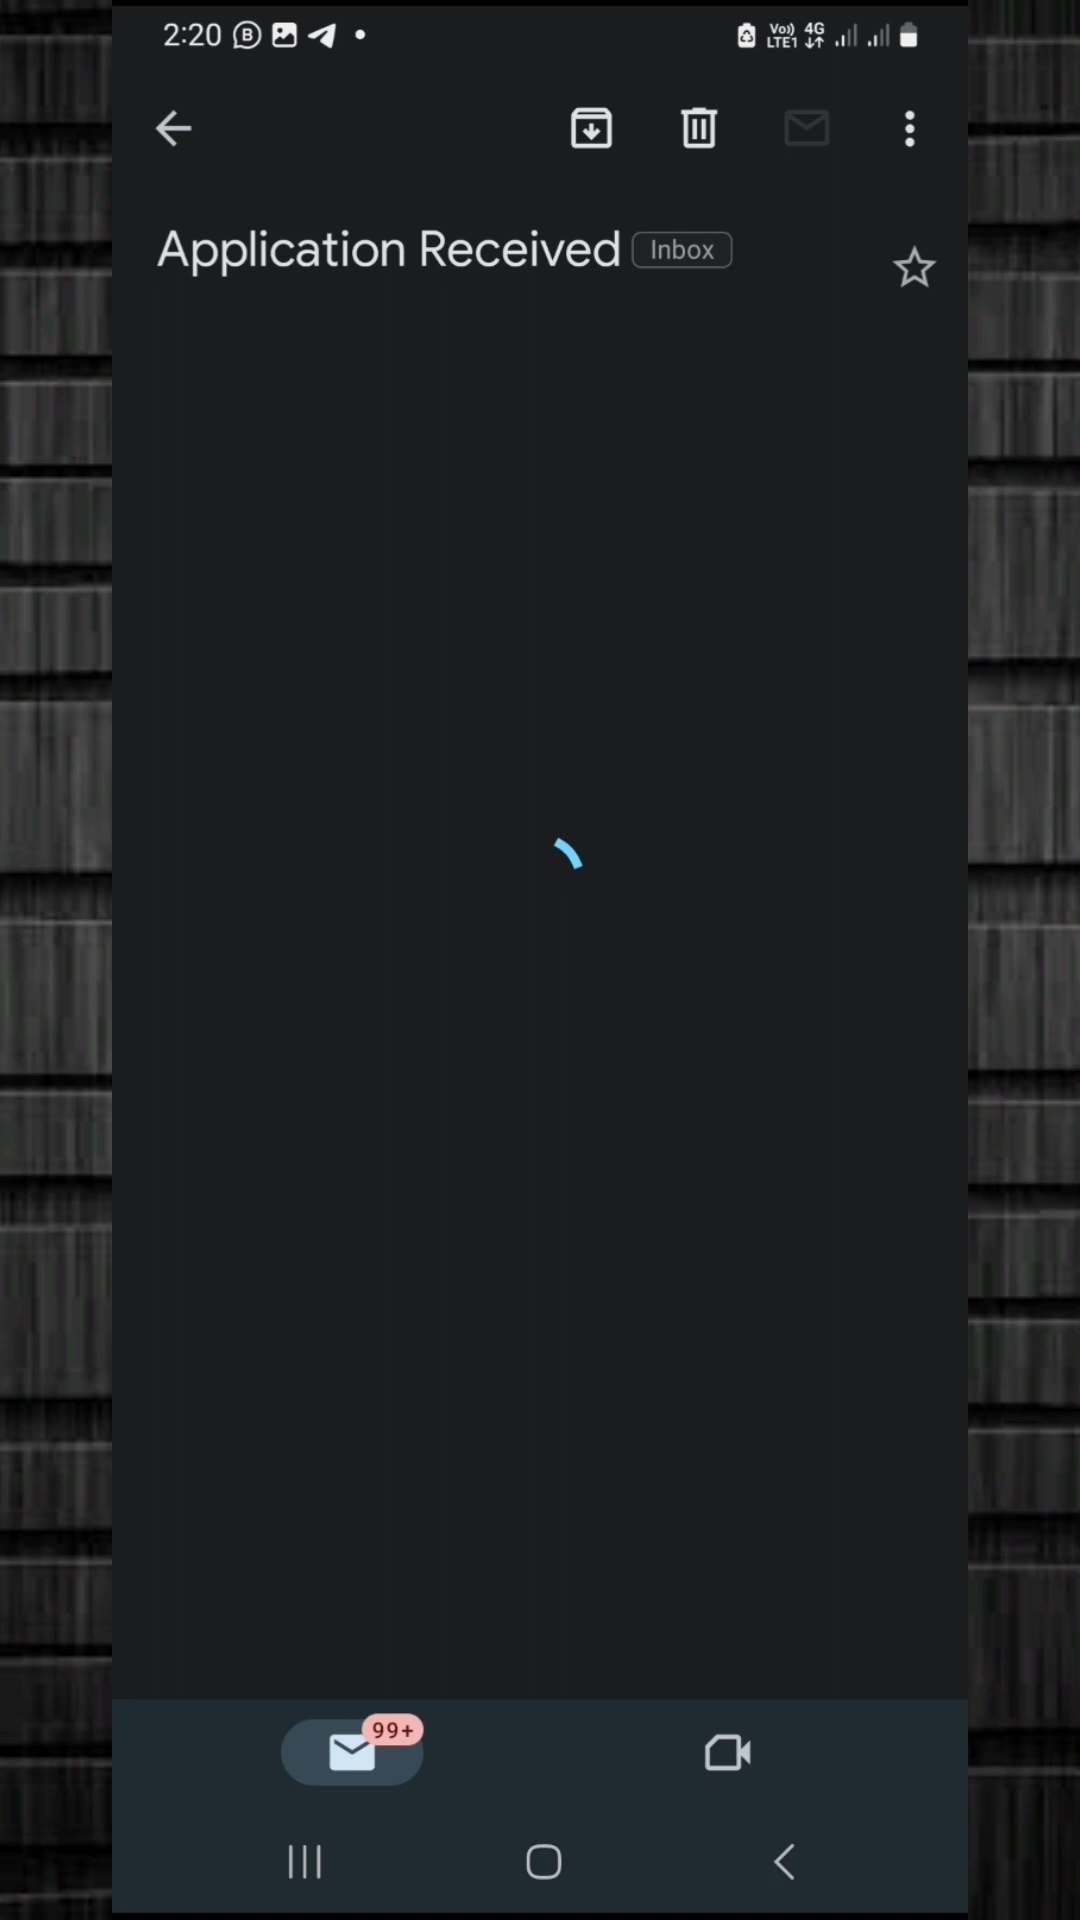 2:20
Vo)) 4G
LTE1
Application Received Inbox
99+